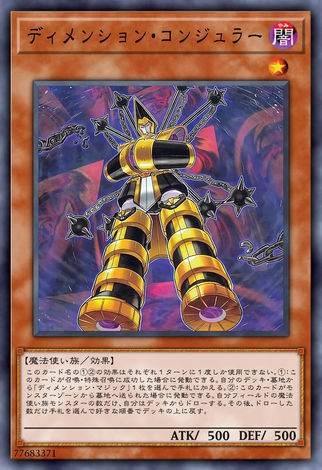 ディメンション・コンジュラー
闇
やみ
【魔法使い族／効果】
このカード名の①②の効果はそれぞれ１ターンに１度しか使用できない。①：こ
のカードが召喚・特殊召喚に成功した場合に発動できる。自分のデッキ・墓地か
ら「ディメンション・マジック」１枚を選んで手札に加える。②：このカードがモ
ンスターゾーンから墓地へ送られた場合に発動できる。自分フィールドの魔法
使い族モンスターの数だけ、自分はデッキからドローする。その後、ドローした
数だけ手札を選んで好きな順番でデッキの上に戻す。
ATK/ 500 DEF/ 500
77683371